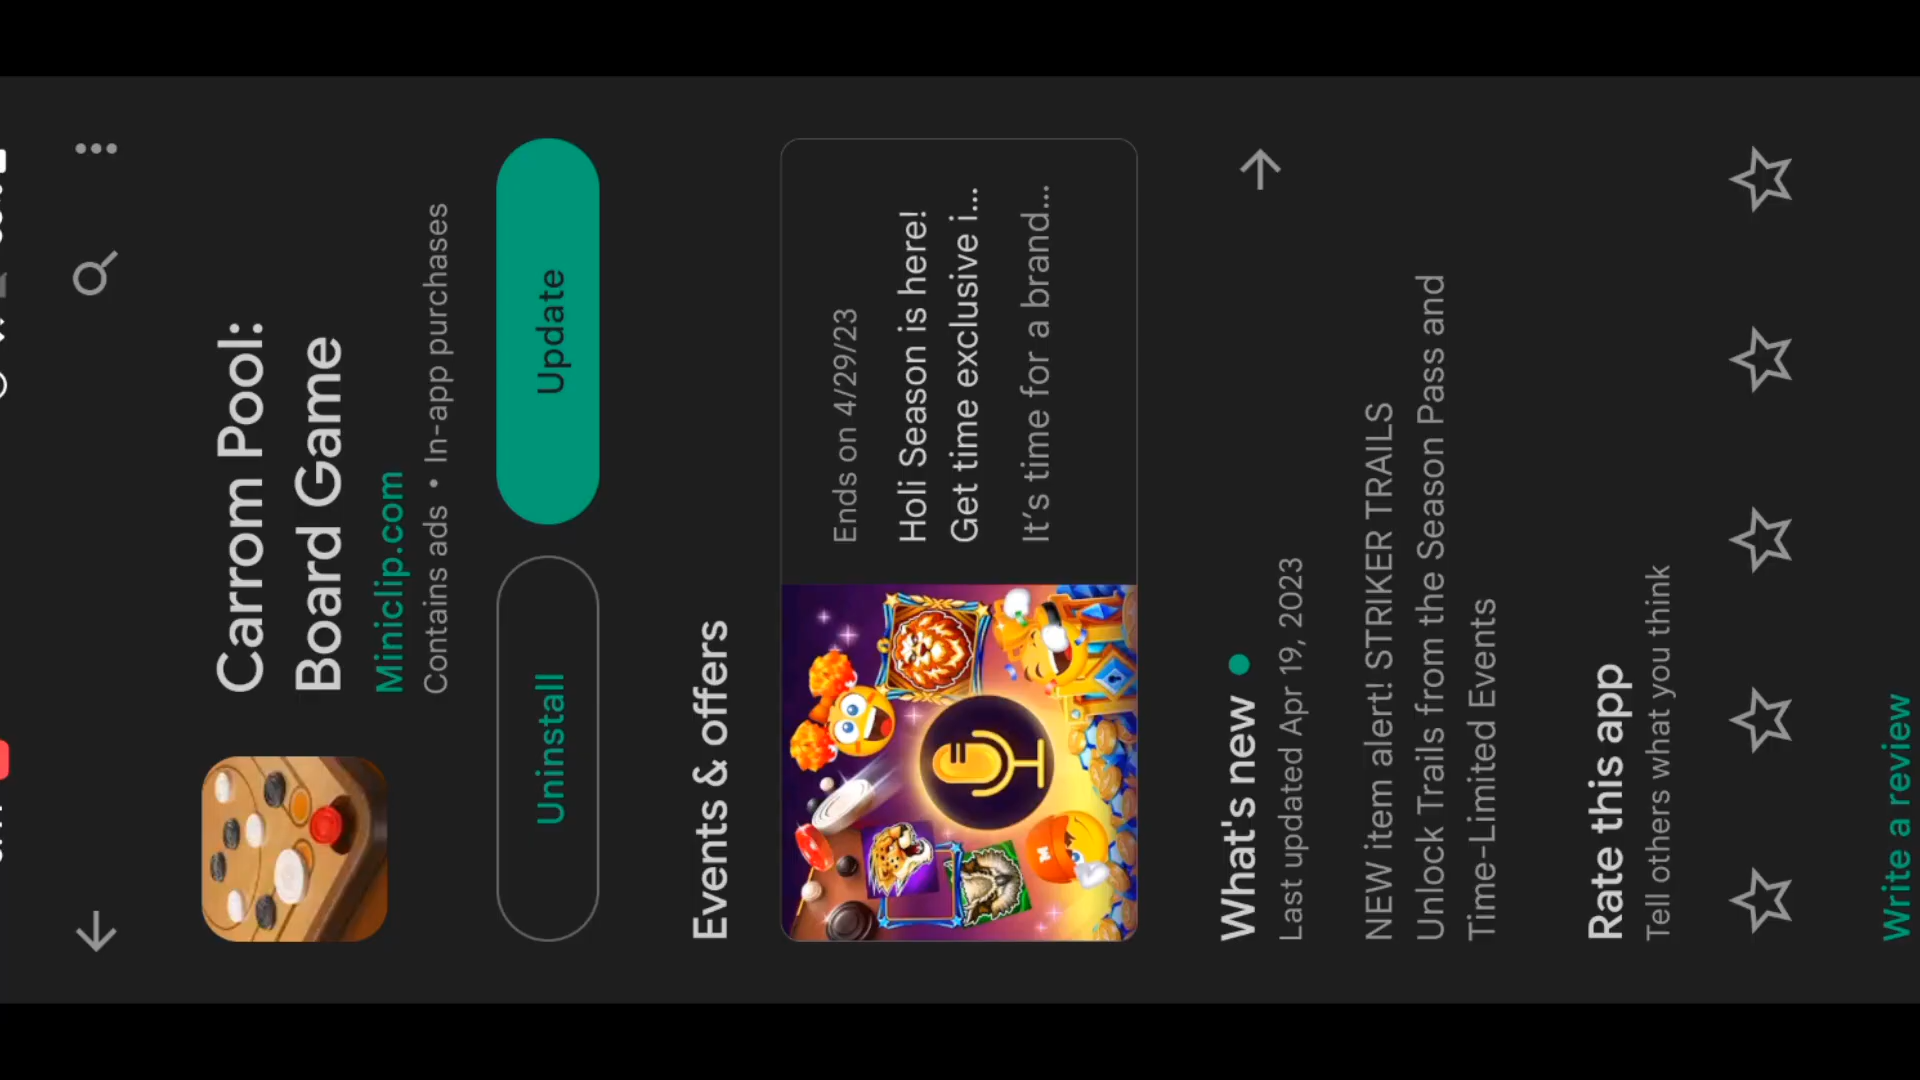 Carrom Pool:
Board Game
Miniclip.com
Contains ads • In-app purchases
Uninstall
Update
Events & offers
Ends on 4/29/23
Holi Season is here!
Get time exclusive i...
It's time for a brand...
What's new
Last updated Apr 19, 2023
NEW item alert! STRIKER TRAILS
Unlock Trails from the Season Pass and
Time-Limited Events
Rate this app
Tell others what you think
Write a review